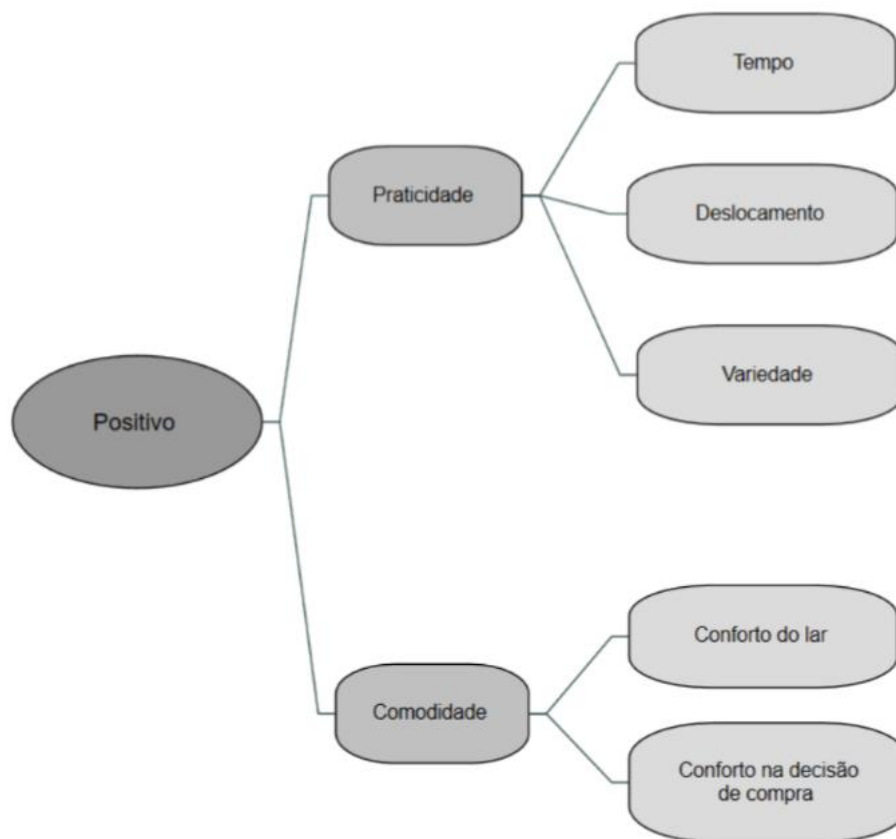 Tempo
Praticidade
Deslocamento
Variedade
Positivo
Conforto do lar
Comodidade
Conforto na decisão
de compra